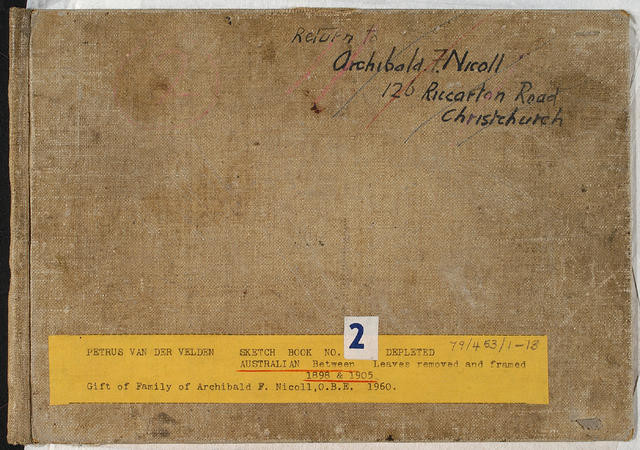 Return to
Archibald. F. Nicoll
126 Riccarton Road
Christchurch
2
79/453/1-18
PETRUS VAN DER VELDEN SKETCH BOOK NO. DEPLETED
AUSTRALIAN Between Leaves removed and framed
1898 & 1905
Gift of Family of Archibald F. Nicoll,O.B.E. 1960.